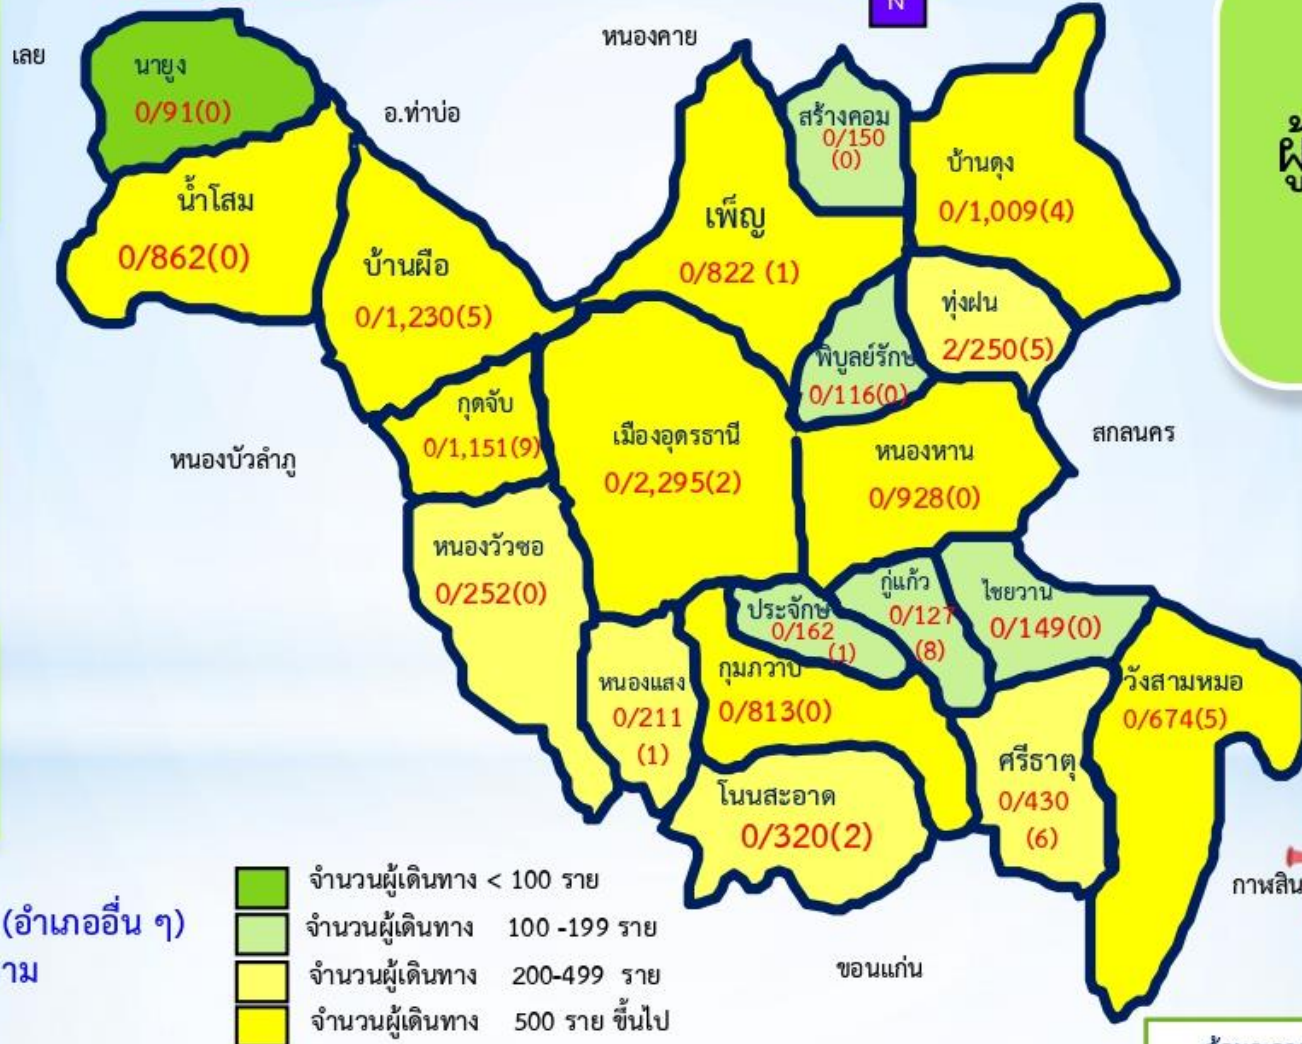 N
เลย
หนองคาย
นายูง
0/91(0)
อ.ท่าบ่อ
สร้างคอม
0/150
(0)
บ้านดุง
0/1,009(4)
น้ำโสม
0/862(0)
เพ็ญ
0/822 (1)
บ้านผือ
0/1,230(5)
ทุ่งฝน
2/250(5)
พิบูลย์รักษ
0/116(0)
กุดจับ
0/1,151(9)
เมืองอุดรธานี
0/2,295(2)
หนองหาน
0/928(0)
สกลนคร
หนองบัวลำภู
หนองวัวซอ
0/252(0)
ประจักษ
0/162
(1)
กู่แก้ว
0/127
(8)
ไชยวาน
0/149(0)
หนองแสง
0/211
(1)
กุมภวาป
0/813(0)
วังสามหมอ
0/674(5)
ศรีธาตุ
0/430
(6)
โนนสะอาด
0/320(2)
กาฬสิน
ขอนแก่น
(อำเภออื่น ๆ)
าม
จำนวนผู้เดินทาง < 100 ราย
จำนวนผู้เดินทาง 100 -199 ราย
จำนวนผู้เดินทาง 200-499 ราย
จำนวนผู้เดินทาง 500 ราย ขึ้นไป